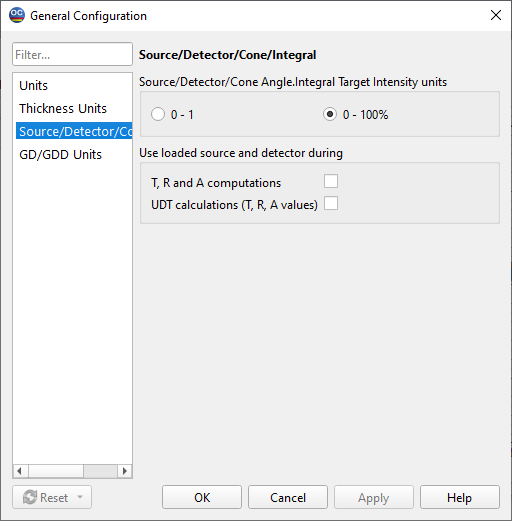 OC General Configuration
Filter...
Units
Thickness Units
Source/Detector/Co
GD/GDD Units
Source/Detector/Cone/Integral
Source/Detector/Cone Angle.Integral Target Intensity units
0 - 1 0 - 100%
Use loaded source and detector during
T, R and A computations
UDT calculations (T, R, A values)
Reset OK Cancel Apply Help